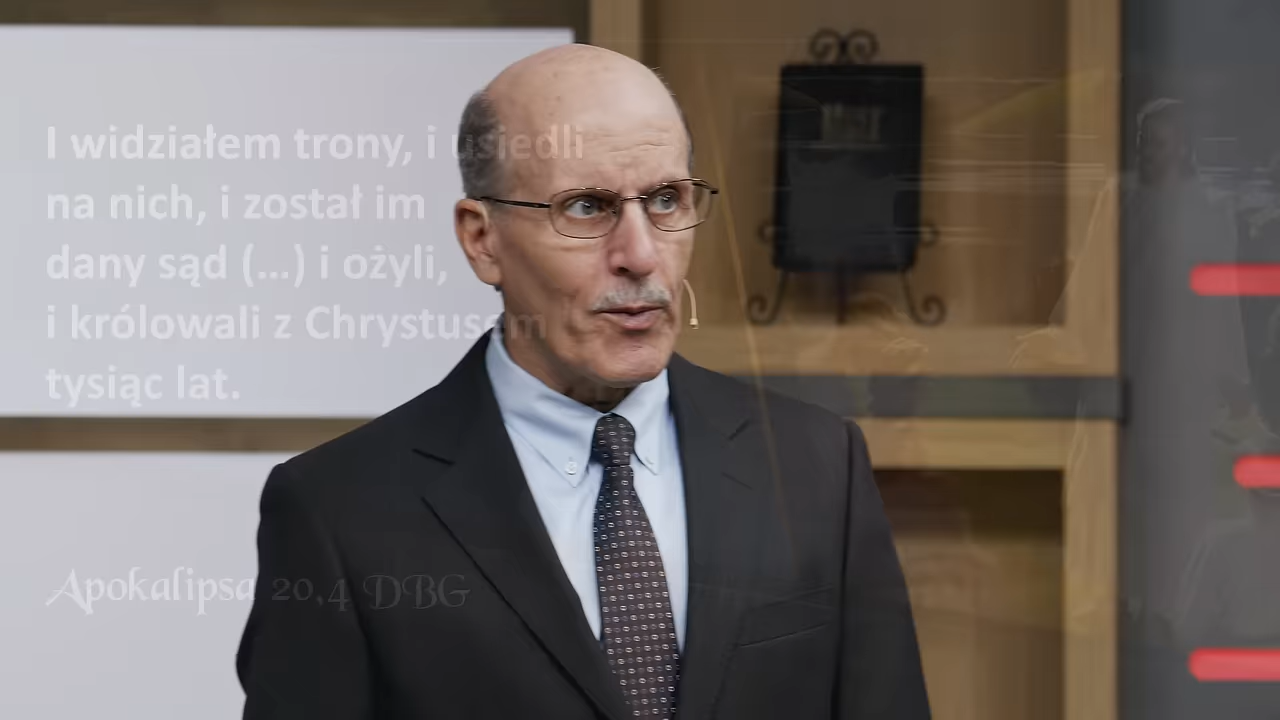 I widziałem trony, i usiedli
na nich, i został im
dany sąd (...) i ożyli,
i królowali z Chrystusem
tysiąc lat.
Apokalipsa 20,4 DBG